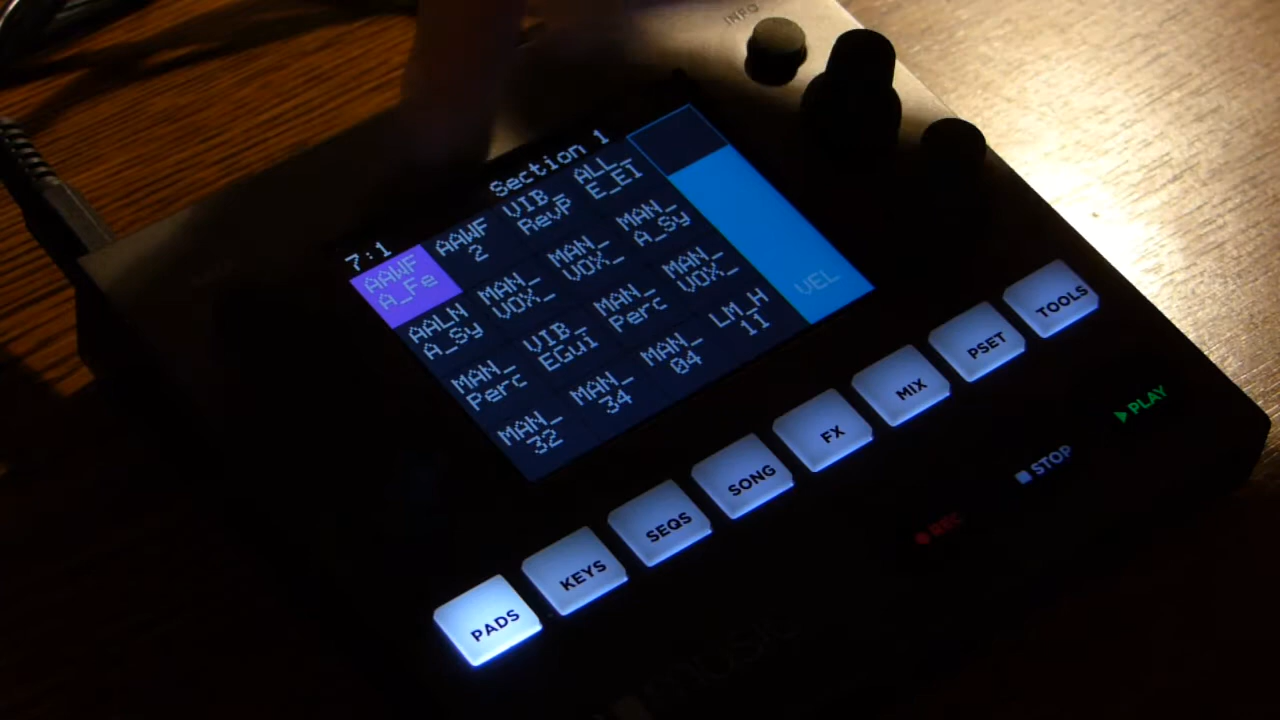 INFO
Section 1
7:1
AAWF
A_Fe
AAWF
2
VIB_
RevP
ALL_
E_El
AALN
A_Sy
MAN_
VOX_
MAN_
VOX_
MAN_
A_Sy
MAN_
Perc
VIB_
EGui
MAN_
Perc
MAN_
VOX_
MAN_
32
MAN_
34
MAN_
04
LM_H
11
VEL
PADS
KEYS
SEQS
SONG
FX
MIX
PSET
TOOLS
REC
STOP
PLAY